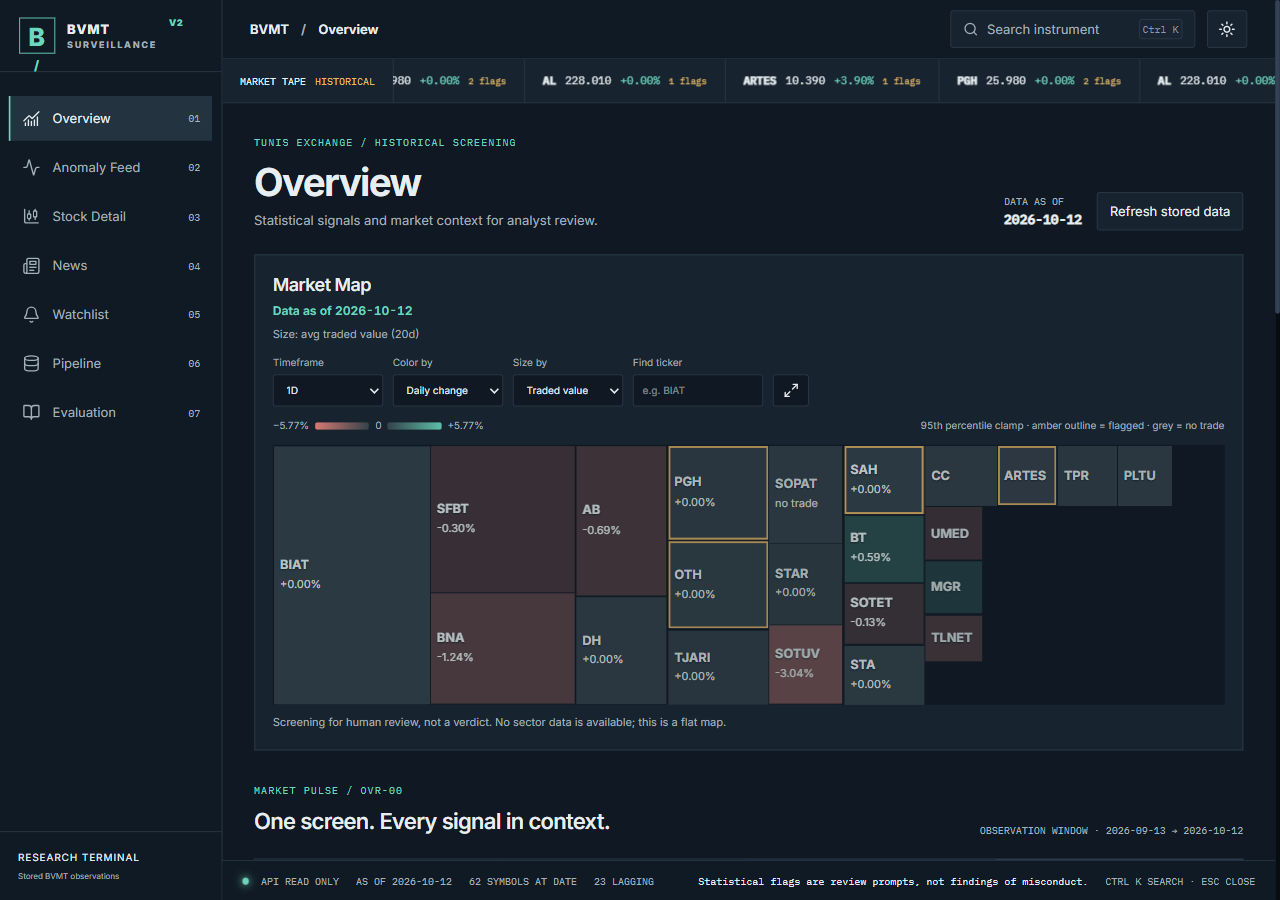 B
BVMT
V2
SURVEILLANCE
/
Overview 01
Anomaly Feed 02
Stock Detail 03
News 04
Watchlist 05
Pipeline 06
Evaluation 07
RESEARCH TERMINAL
Stored BVMT observations
BVMT / Overview
Search instrument Ctrl K
MARKET TAPE HISTORICAL
980 +0.00% 2 flags AL 228.010 +0.00% 1 flags ARTES 10.390 +3.90% 1 flags PGH 25.980 +0.00% 2 flags AL 228.010 +0.00%
TUNIS EXCHANGE / HISTORICAL SCREENING
Overview
Statistical signals and market context for analyst review.
DATA AS OF
2026-10-12
Refresh stored data
Market Map
Data as of 2026-10-12
Size: avg traded value (20d)
Timeframe Color by Size by Find ticker
1D Daily change Traded value e.g. BIAT
−5.77% 0 +5.77%
95th percentile clamp · amber outline = flagged · grey = no trade
BIAT
+0.00%
SFBT
-0.30%
BNA
-1.24%
AB
-0.69%
DH
+0.00%
PGH
+0.00%
OTH
+0.00%
TJARI
+0.00%
SOPAT
no trade
STAR
+0.00%
SOTUV
-3.04%
SAH
+0.00%
BT
+0.59%
SOTET
-0.13%
STA
+0.00%
CC
ARTES
TPR
PLTU
UMED
MGR
TLNET
Screening for human review, not a verdict. No sector data is available; this is a flat map.
MARKET PULSE / OVR-00
One screen. Every signal in context.
OBSERVATION WINDOW · 2026-09-13 → 2026-10-12
API READ ONLY AS OF 2026-10-12 62 SYMBOLS AT DATE 23 LAGGING
Statistical flags are review prompts, not findings of misconduct.
CTRL K SEARCH · ESC CLOSE